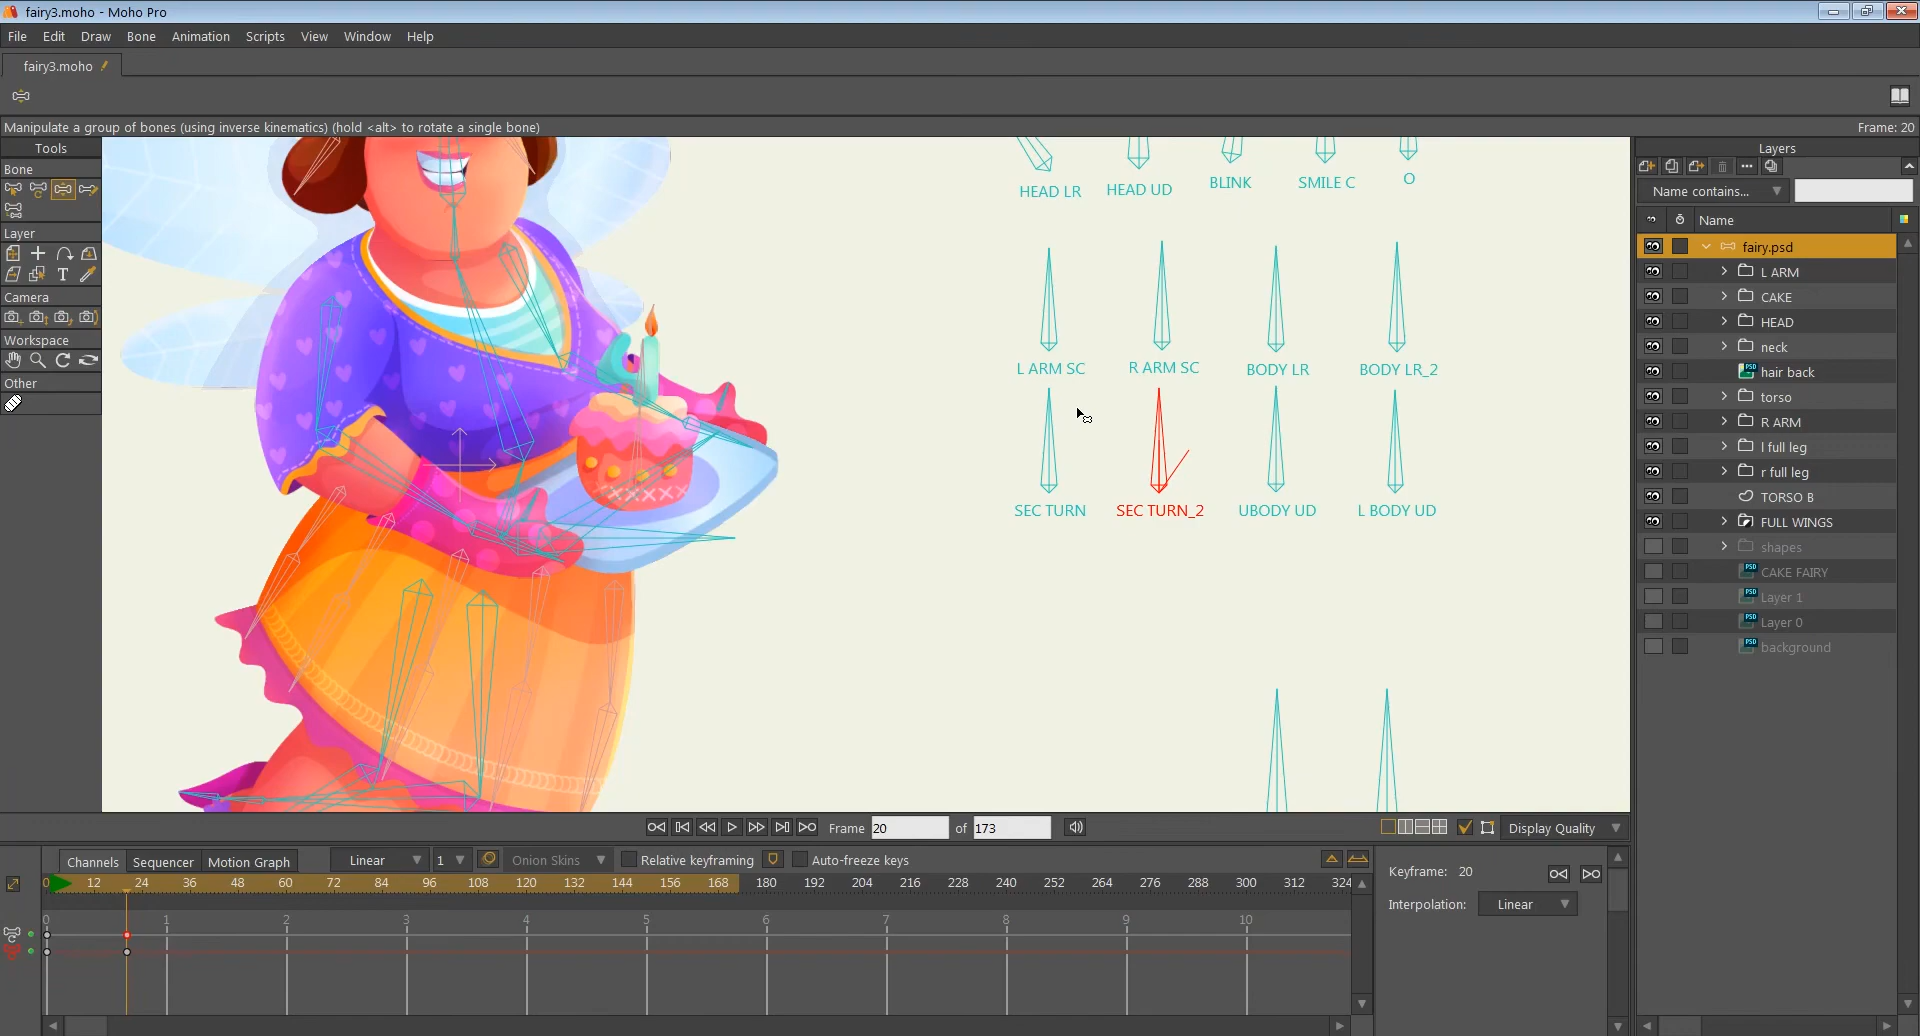 fairy3.moho - Moho Pro
File Edit Draw Bone Animation Scripts View Window Help
fairy3.moho
Manipulate a group of bones (using inverse kinematics) (hold <alt> to rotate a single bone) Frame: 20
Tools
Bone
Layer
T
Camera
Workspace
Other
HEAD LR HEAD UD BLINK SMILE C O
L ARM SC R ARM SC BODY LR BODY LR_2
SEC TURN SEC TURN_2 UBODY UD L BODY UD
Layers
Name contains...
Name
fairy.psd
L ARM
CAKE
HEAD
neck
PSD hair back
torso
R ARM
l full leg
r full leg
TORSO B
FULL WINGS
shapes
PSD CAKE FAIRY
PSD Layer 1
PSD Layer 0
PSD background
Frame 20 of 173 Display Quality
Channels Sequencer Motion Graph Linear 1 Onion Skins Relative keyframing Auto-freeze keys
0 12 24 36 48 60 72 84 96 108 120 132 144 156 168 180 192 204 216 228 240 252 264 276 288 300 312 324
0 1 2 3 4 5 6 7 8 9 10
Keyframe: 20
Interpolation: Linear